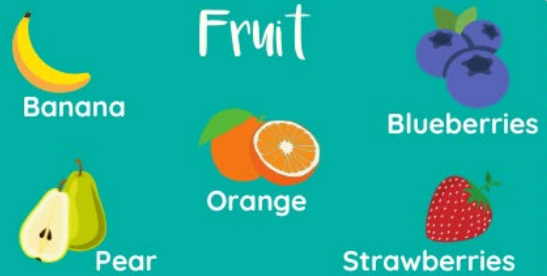 Fruit
Banana
Blueberries
Orange
Pear
Strawberries